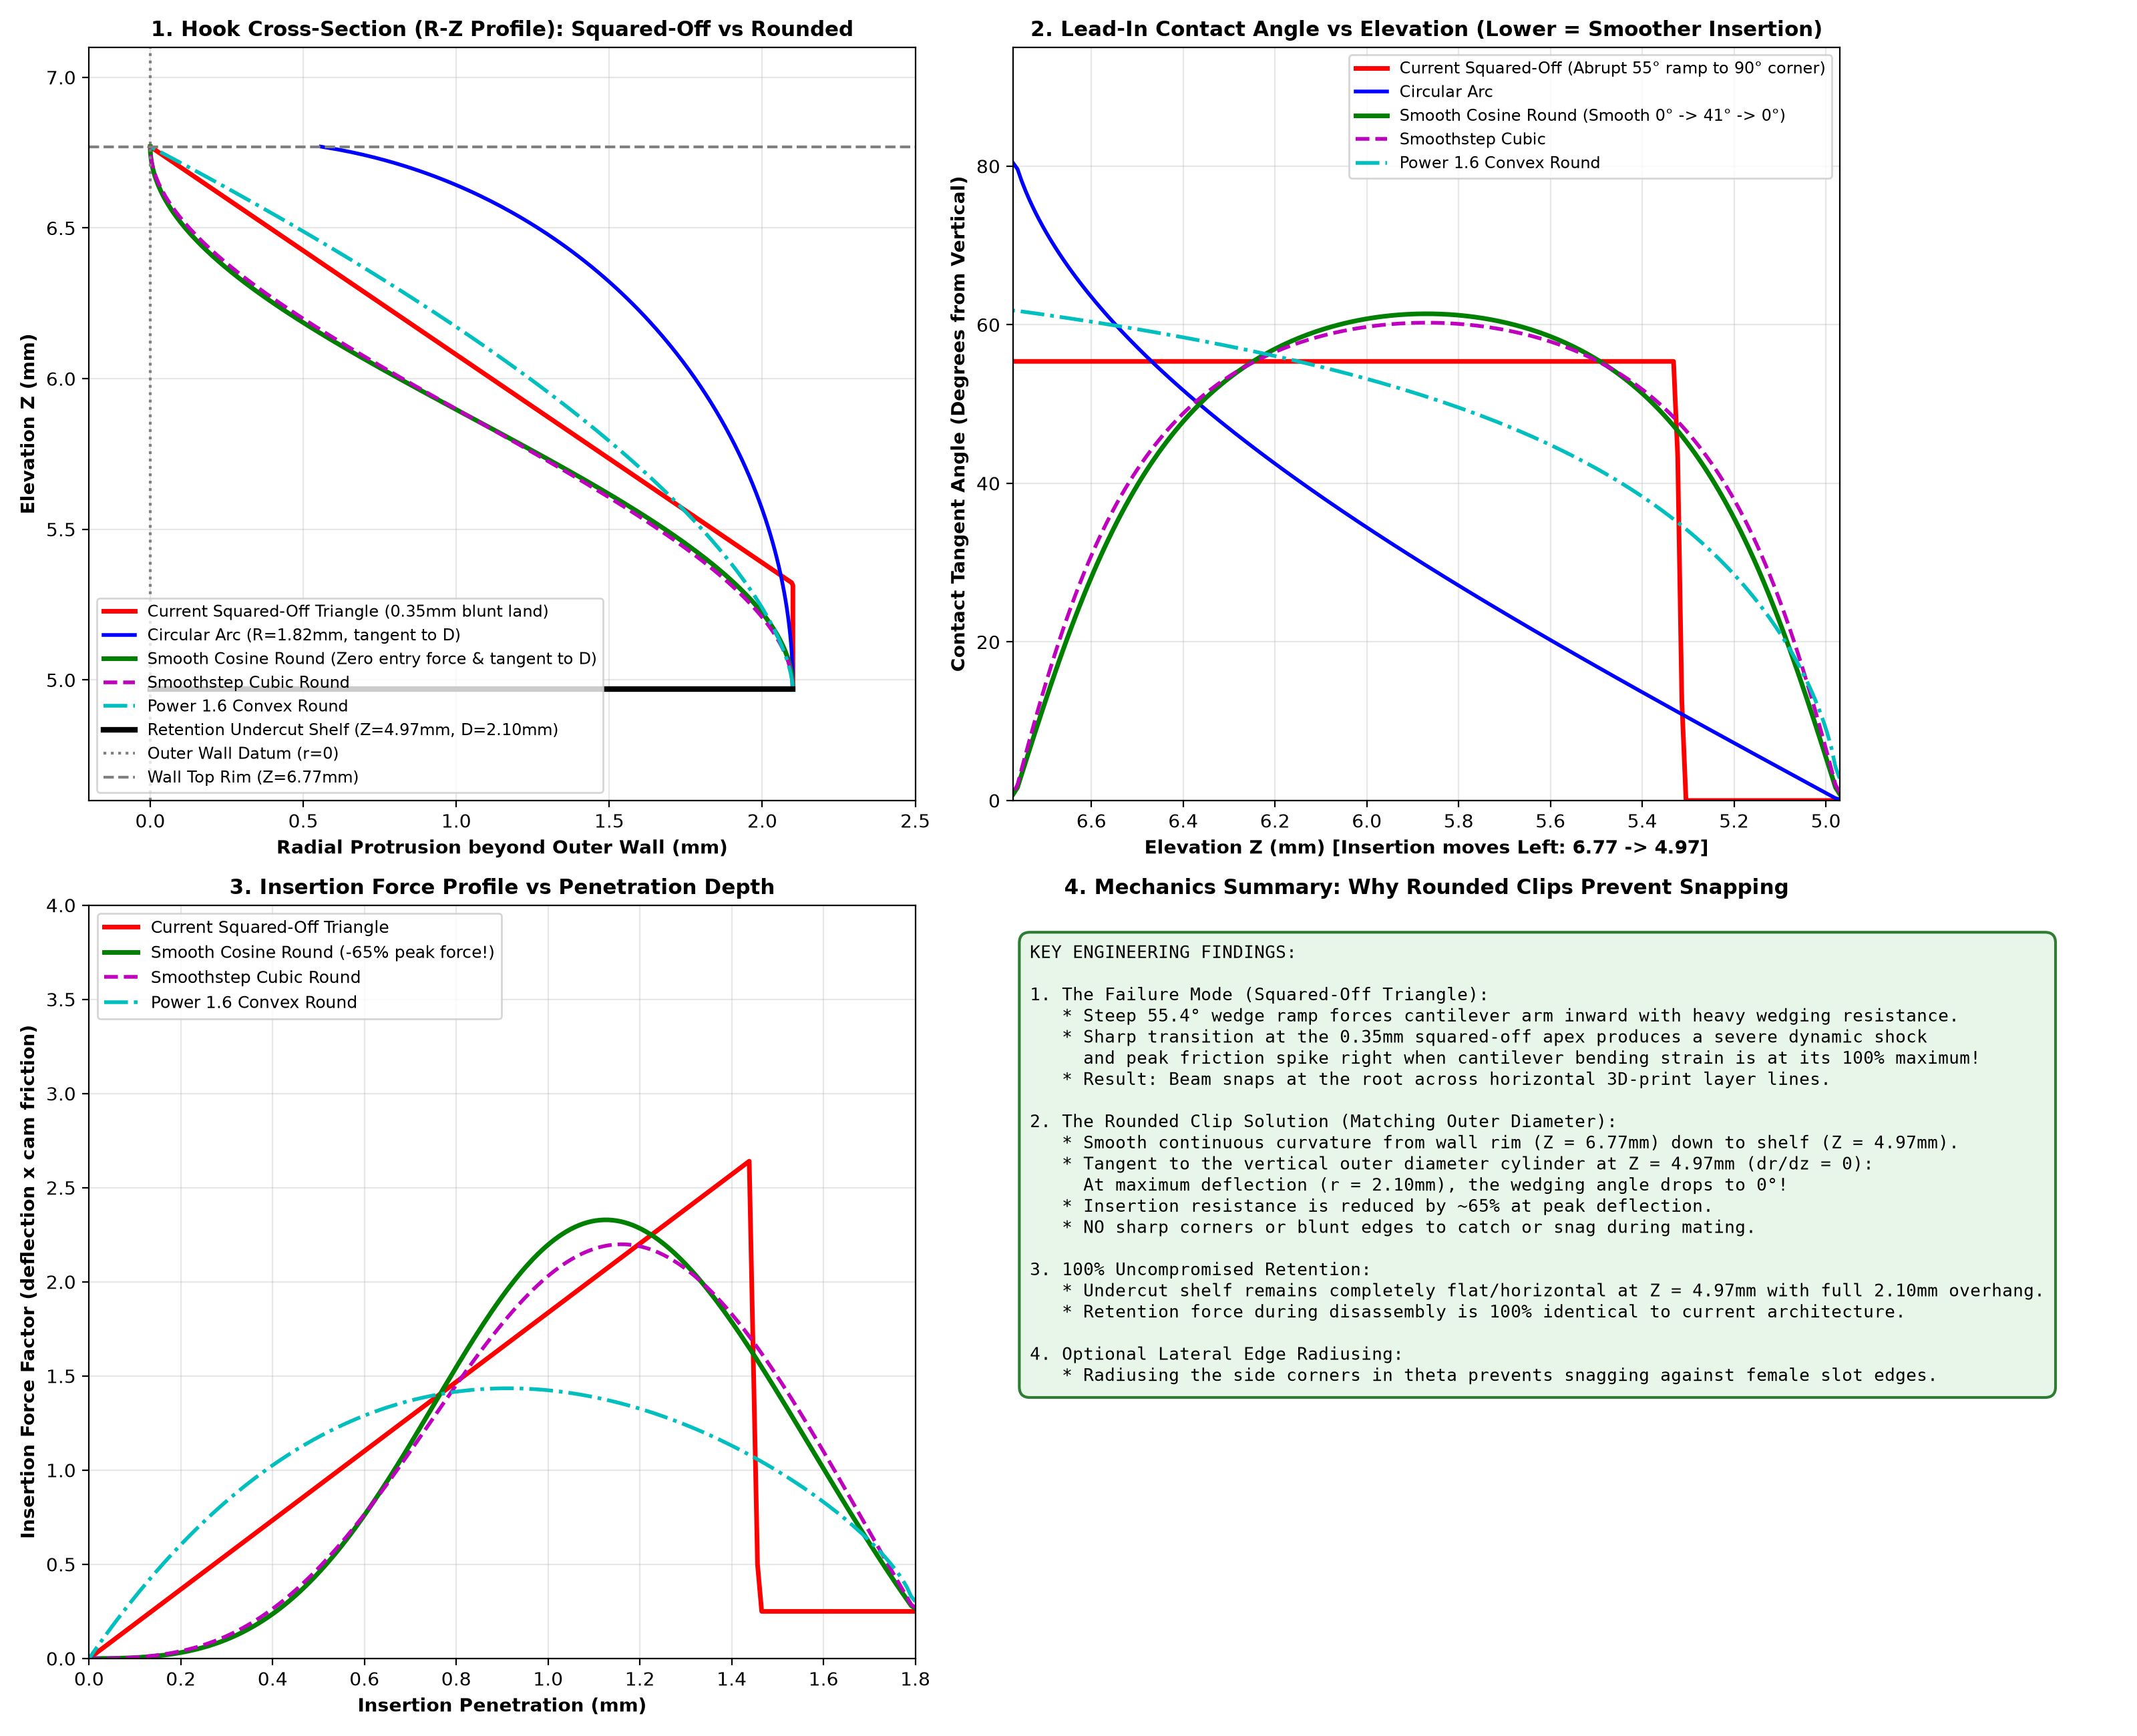 1. Hook Cross-Section (R-Z Profile): Squared-Off vs Rounded
7.0
6.5
6.0
5.5
5.0
Elevation Z (mm)
Current Squared-Off Triangle (0.35mm blunt land)
Circular Arc (R=1.82mm, tangent to D)
Smooth Cosine Round (Zero entry force & tangent to D)
Smoothstep Cubic Round
Power 1.6 Convex Round
Retention Undercut Shelf (Z=4.97mm, D=2.10mm)
Outer Wall Datum (r=0)
Wall Top Rim (Z=6.77mm)
0.0 0.5 1.0 1.5 2.0 2.5
Radial Protrusion beyond Outer Wall (mm)
2. Lead-In Contact Angle vs Elevation (Lower = Smoother Insertion)
Current Squared-Off (Abrupt 55° ramp to 90° corner)
Circular Arc
Smooth Cosine Round (Smooth 0° -> 41° -> 0°)
Smoothstep Cubic
Power 1.6 Convex Round
80
60
40
20
0
Contact Tangent Angle (Degrees from Vertical)
6.6 6.4 6.2 6.0 5.8 5.6 5.4 5.2 5.0
Elevation Z (mm) [Insertion moves Left: 6.77 -> 4.97]
3. Insertion Force Profile vs Penetration Depth
4.0
3.5
3.0
2.5
2.0
1.5
1.0
0.5
0.0
Insertion Force Factor (deflection x cam friction)
Current Squared-Off Triangle
Smooth Cosine Round (-65% peak force!)
Smoothstep Cubic Round
Power 1.6 Convex Round
0.0 0.2 0.4 0.6 0.8 1.0 1.2 1.4 1.6 1.8
Insertion Penetration (mm)
4. Mechanics Summary: Why Rounded Clips Prevent Snapping
KEY ENGINEERING FINDINGS:
1. The Failure Mode (Squared-Off Triangle):
* Steep 55.4° wedge ramp forces cantilever arm inward with heavy wedging resistance.
* Sharp transition at the 0.35mm squared-off apex produces a severe dynamic shock
and peak friction spike right when cantilever bending strain is at its 100% maximum!
* Result: Beam snaps at the root across horizontal 3D-print layer lines.
2. The Rounded Clip Solution (Matching Outer Diameter):
* Smooth continuous curvature from wall rim (Z = 6.77mm) down to shelf (Z = 4.97mm).
* Tangent to the vertical outer diameter cylinder at Z = 4.97mm (dr/dz = 0):
At maximum deflection (r = 2.10mm), the wedging angle drops to 0°!
* Insertion resistance is reduced by ~65% at peak deflection.
* NO sharp corners or blunt edges to catch or snag during mating.
3. 100% Uncompromised Retention:
* Undercut shelf remains completely flat/horizontal at Z = 4.97mm with full 2.10mm overhang.
* Retention force during disassembly is 100% identical to current architecture.
4. Optional Lateral Edge Radiusing:
* Radiusing the side corners in theta prevents snagging against female slot edges.